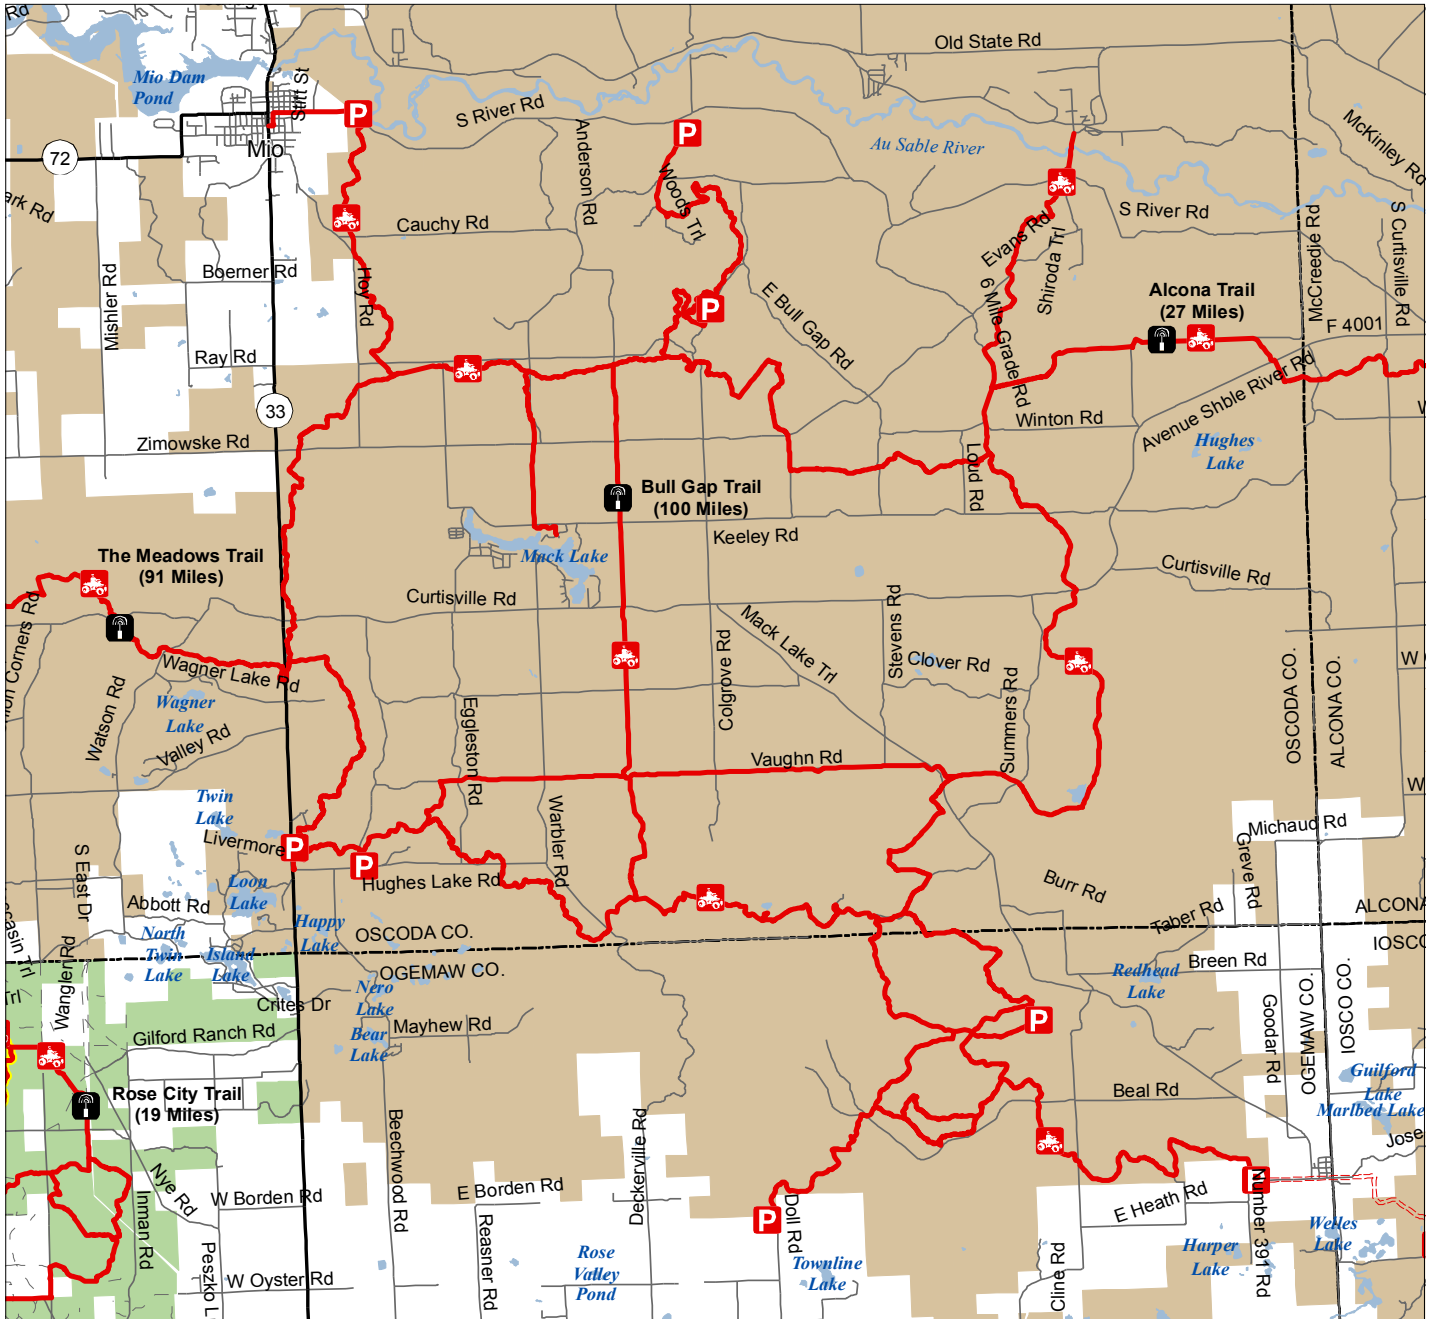 Rd
Old State Rd
Mio Dam
Pond
Stitt St
P
S River Rd
McKinley Rd
P
Anderson Rd
Au Sable River
Mio
72
Woods Trl
ark Rd
S River Rd
Cauchy Rd
Evans Rd
Shiroda Trl
McCreedie Rd
S Curtisville Rd
Mishler Rd
Boerner Rd
Hoy Rd
E Bull Gap Rd
6 Mile Grade Rd
Alcona Trail
(27 Miles)
P
F 4001
Ray Rd
Avenue Shble River Rd
33
Winton Rd
Zimowske Rd
Hughes
Lake
Loud Rd
Bull Gap Trail
(100 Miles)
Keeley Rd
The Meadows Trail
(91 Miles)
Mack Lake
Curtisville Rd
Curtisville Rd
Stevens Rd
Mack Lake Trl
Colgrove Rd
Clover Rd
Summers Rd
W
Wagner Lake Rd
Watson Rd
Wagner
Lake
Valley Rd
Eggleston Rd
OSCODA CO.
ALCONA CO.
Vaughn Rd
W
Twin
Lake
Livermore
P
P
Warbler Rd
Michaud Rd
Greve Rd
S East Dr
Loon
Lake
Hughes Lake Rd
Burr Rd
Abbott Rd
Happy
Lake
Taber Rd
ALCONA
OSCODA CO.
North
Twin
Lake
Island
Lake
IOSCO
OGEMAW CO.
Breen Rd
Redhead
Lake
Wangler Rd
Trl
Nero
Lake
Crites Dr
OGEMAW CO.
IOSCO CO.
Goodar Rd
P
Mayhew Rd
Gilford Ranch Rd
Bear
Lake
Guilford
Lake
Rose City Trail
(19 Miles)
Beal Rd
Marlbed Lake
Jose
Beechwood Rd
Deckerville Rd
Nye Rd
Inman Rd
W Borden Rd
E Borden Rd
E Heath Rd
Number 391 Rd
P
Doll Rd
Reasner Rd
Welles
Lake
Peszko L
Rose
Valley
Pond
Townline
Lake
Harper
Lake
Cline Rd
W Oyster Rd